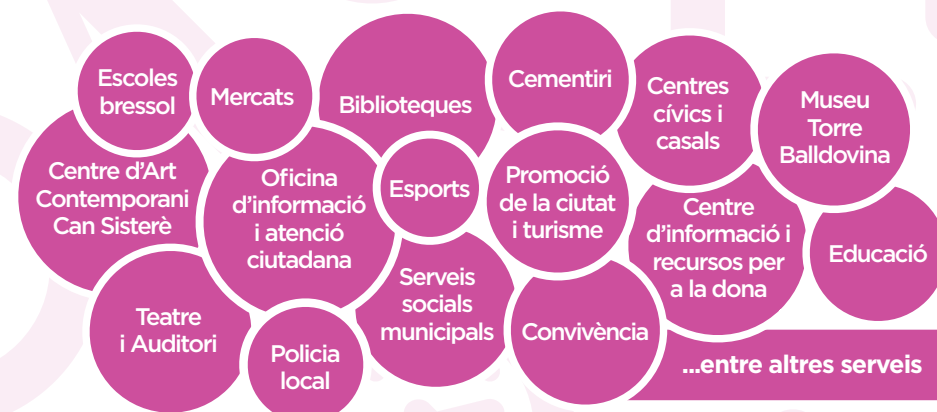 Escoles
bressol
Mercats
Biblioteques
Cementiri
Centres
cívics i
casals
Museu
Torre
Balldovina
Centre d'Art
Contemporani
Can Sisterè
Oficina
d'informació
i atenció
ciutadana
Esports
Promoció
de la ciutat
i turisme
Centre
d'informació i
recursos per
a la dona
Educació
Teatre
i Auditori
Policia
local
Serveis
socials
municipals
Convivència
...entre altres serveis